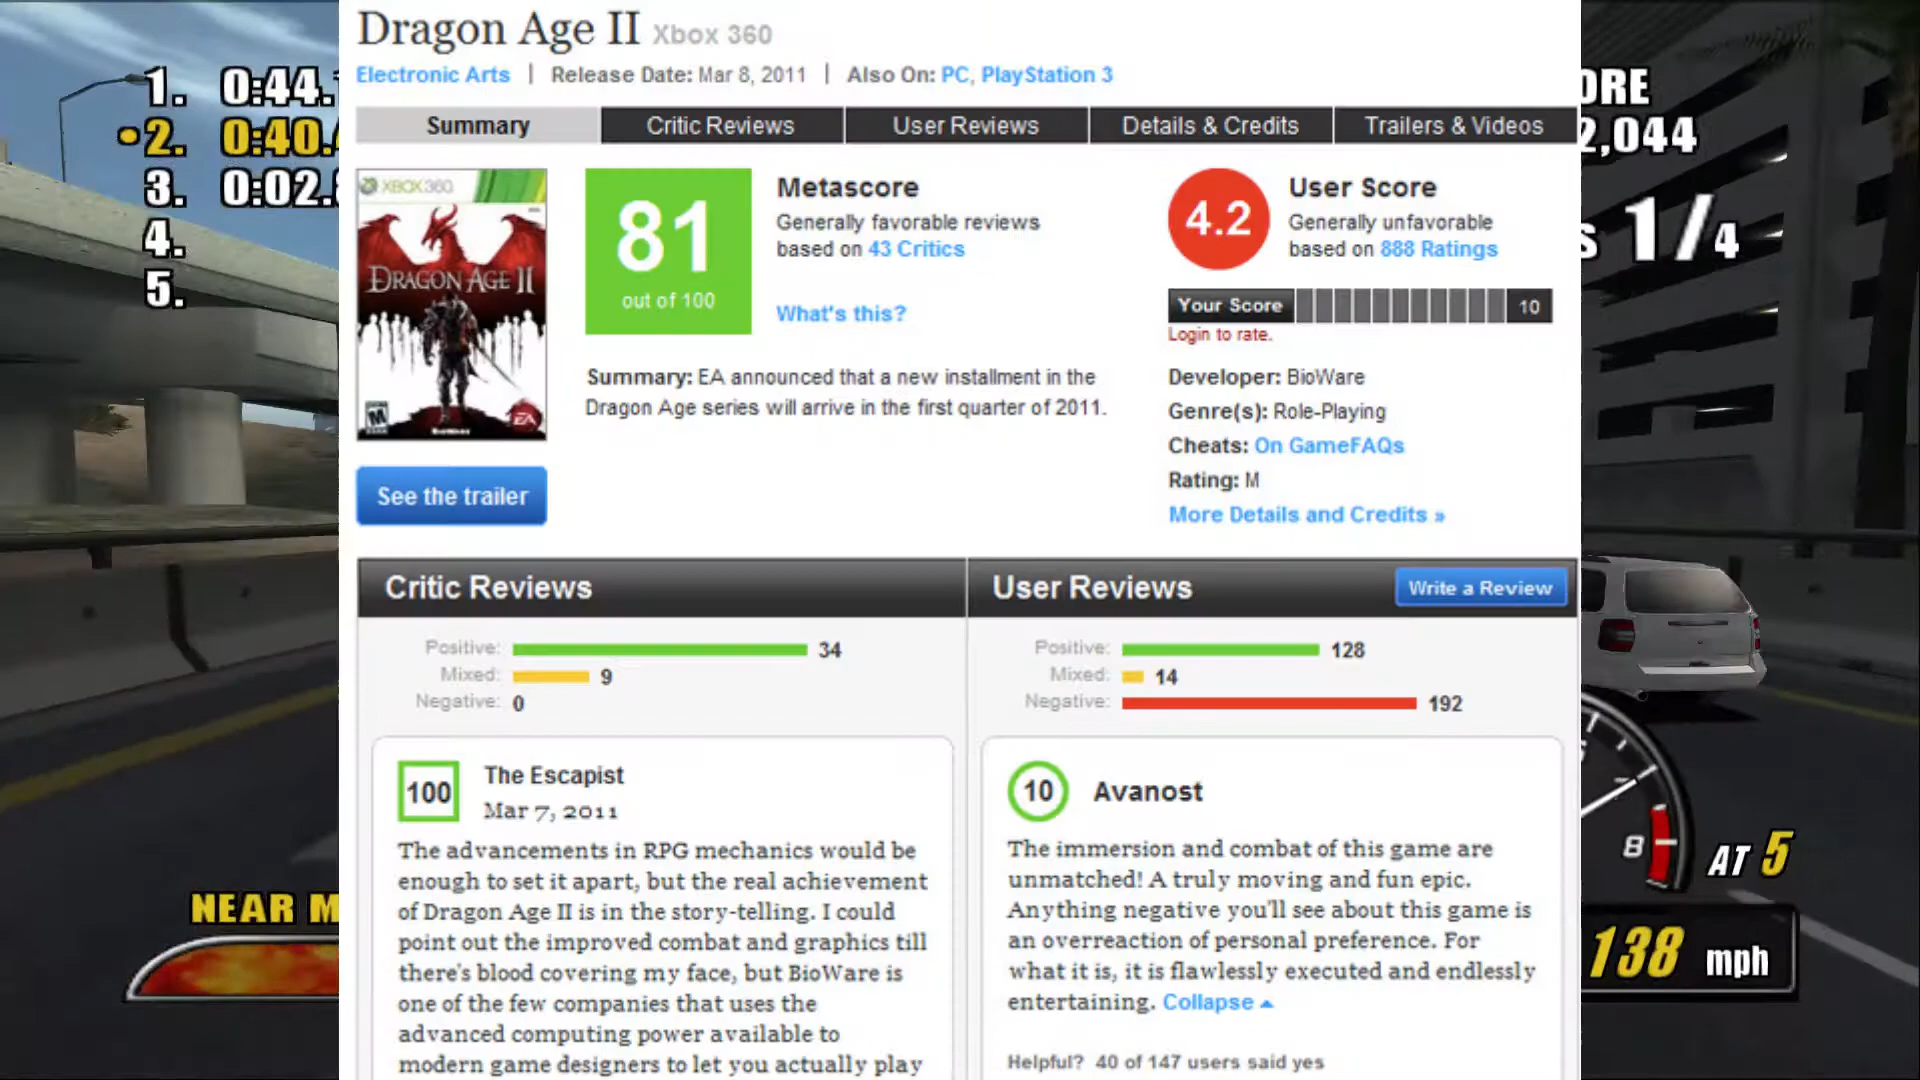 Dragon Age II Xbox 360
Electronic Arts | Release Date: Mar 8, 2011 | Also On: PC, PlayStation 3
Summary Critic Reviews User Reviews Details & Credits Trailers & Videos
1. 0:44.
2. 0:40.
3. 0:02.
4.
5.
XBOX 360
DRAGON AGE II
M
EA
81
out of 100
Metascore
Generally favorable reviews
based on 43 Critics
What's this?
Summary: EA announced that a new installment in the
Dragon Age series will arrive in the first quarter of 2011.
See the trailer
4.2
User Score
Generally unfavorable
based on 888 Ratings
Your Score 10
Login to rate.
Developer: BioWare
Genre(s): Role-Playing
Cheats: On GameFAQs
Rating: M
More Details and Credits »
ORE
2,044
S 1/4
Critic Reviews
Positive: 34
Mixed: 9
Negative: 0
100
The Escapist
Mar 7, 2011
The advancements in RPG mechanics would be
enough to set it apart, but the real achievement
of Dragon Age II is in the story-telling. I could
point out the improved combat and graphics till
there's blood covering my face, but BioWare is
one of the few companies that uses the
advanced computing power available to
modern game designers to let you actually play
User Reviews Write a Review
Positive: 128
Mixed: 14
Negative: 192
10
Avanost
The immersion and combat of this game are
unmatched! A truly moving and fun epic.
Anything negative you'll see about this game is
an overreaction of personal preference. For
what it is, it is flawlessly executed and endlessly
entertaining. Collapse
Helpful? 40 of 147 users said yes
NEAR M
7
8
AT 5
138 mph